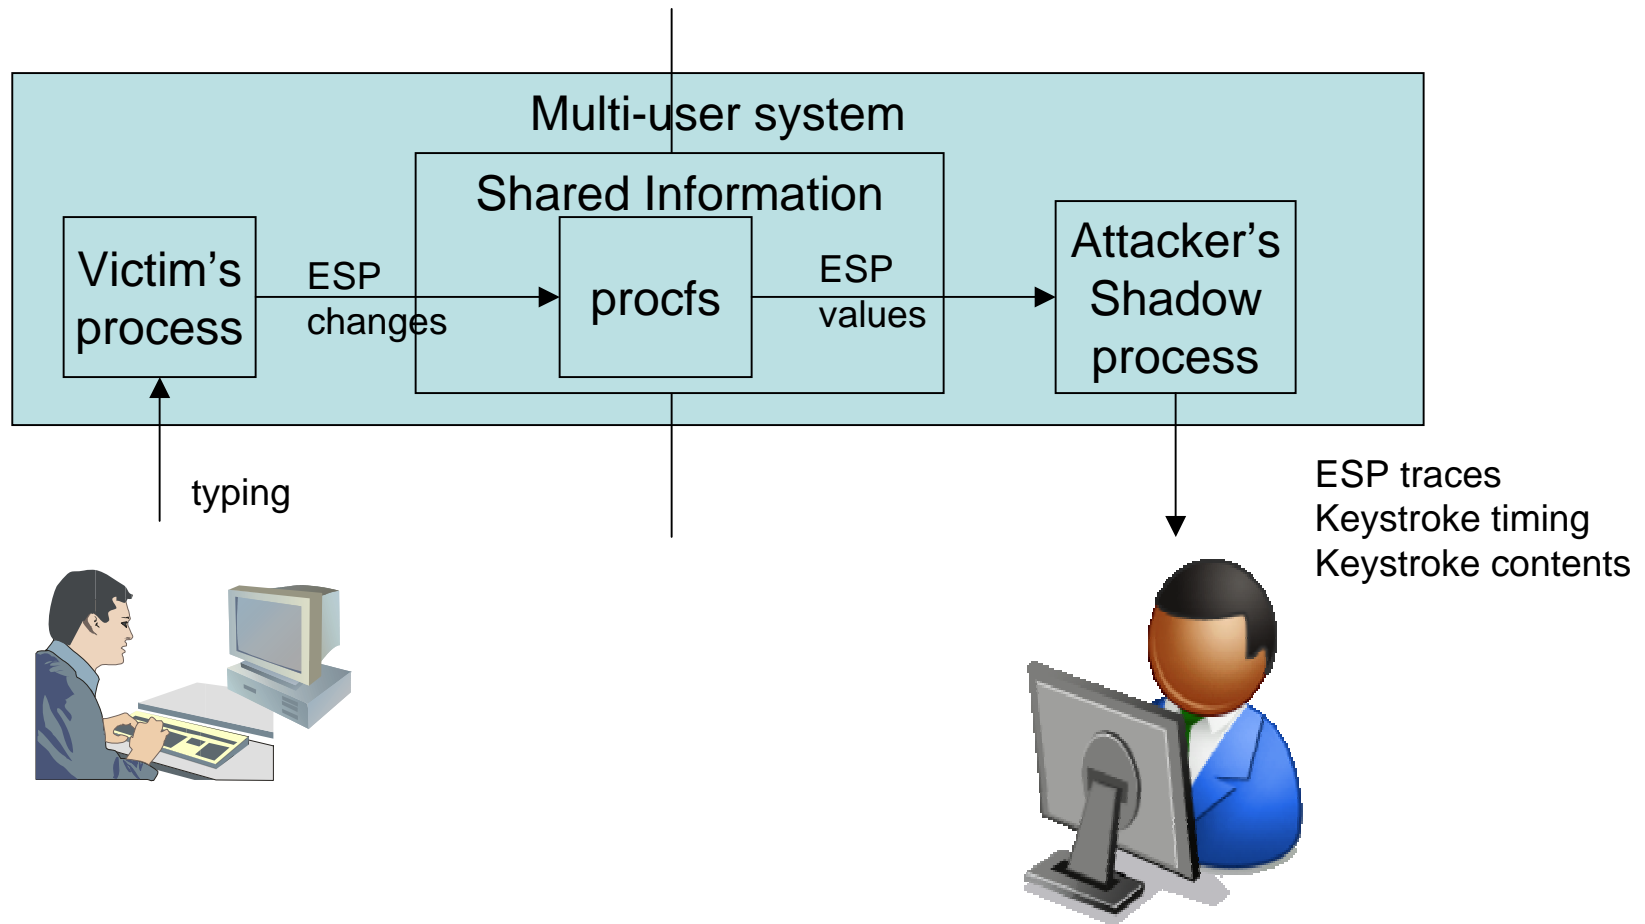 Multi-user system
Shared Information
Victim’s
process
ESP
changes
procfs
ESP
values
Attacker’s
Shadow
process
typing
ESP traces
Keystroke timing
Keystroke contents